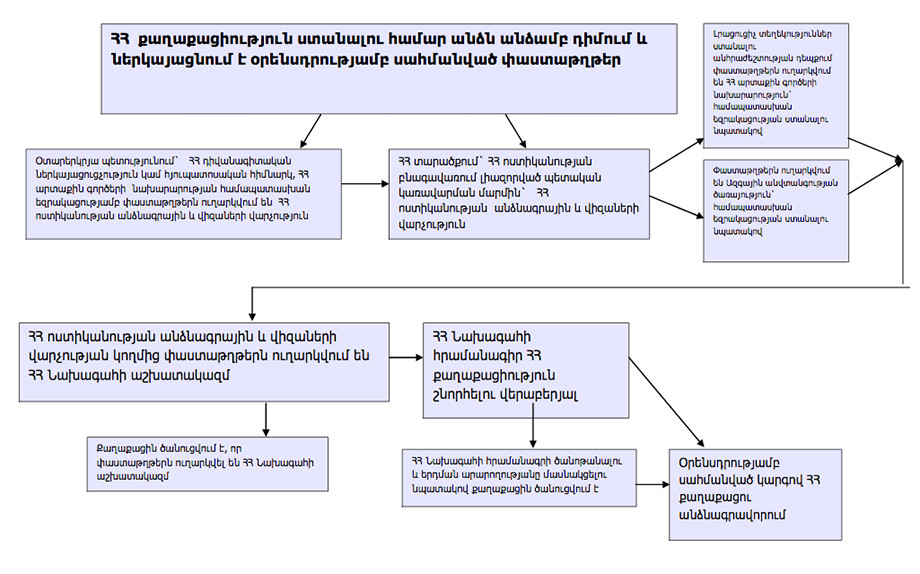 ՀՀ քաղաքացիություն ստանալու համար անձն անձամբ դիմում և
ներկայացնում է օրենսդրությամբ սահմանված փաստաթղթեր
Լրացուցիչ տեղեկություններ
ստանալու
անհրաժեշտության դեպքում
փաստաթղթերն ուղարկվում
են ՀՀ արտաքին գործերի
նախարարություն՝
համապատասխան
եզրակացության ստանալու
նպատակով
Օտարերկրյա պետությունում՝ ՀՀ դիվանագիտական
ներկայացուցչություն կամ հյուպատոսական հիմնարկ, ՀՀ
արտաքին գործերի նախարարության համապատասխան
եզրակացությամբ փաստաթղթերն ուղարկվում են ՀՀ
ոստիկանության անձնագրային և վիզաների վարչություն
ՀՀ տարածքում՝ ՀՀ ոստիկանության
բնագավառում լիազորված պետական
կառավարման մարմին՝ ՀՀ
ոստիկանության անձնագրային և վիզաների
վարչություն
Փաստաթղթերն ուղարկվում
են Ազգային անվտանգության
ծառայություն՝
համապատասխան
եզրակացության ստանալու
նպատակով
ՀՀ ոստիկանության անձնագրային և վիզաների
վարչության կողմից փաստաթղթերն ուղարկվում են
ՀՀ Նախագահի աշխատակազմ
ՀՀ Նախագահի
հրամանագիր ՀՀ
քաղաքացիություն
շնորհելու վերաբերյալ
Քաղաքացին ծանուցվում է, որ
փաստաթղթերն ուղարկվել են ՀՀ Նախագահի
աշխատակազմ
ՀՀ Նախագահի հրամանագրի ծանոթանալու
և երդման արարողությանը մասնակցելու
նպատակով քաղաքացին ծանուցվում է
Օրենսդրությամբ
սահմանված կարգով ՀՀ
քաղաքացու
անձնագրավորում